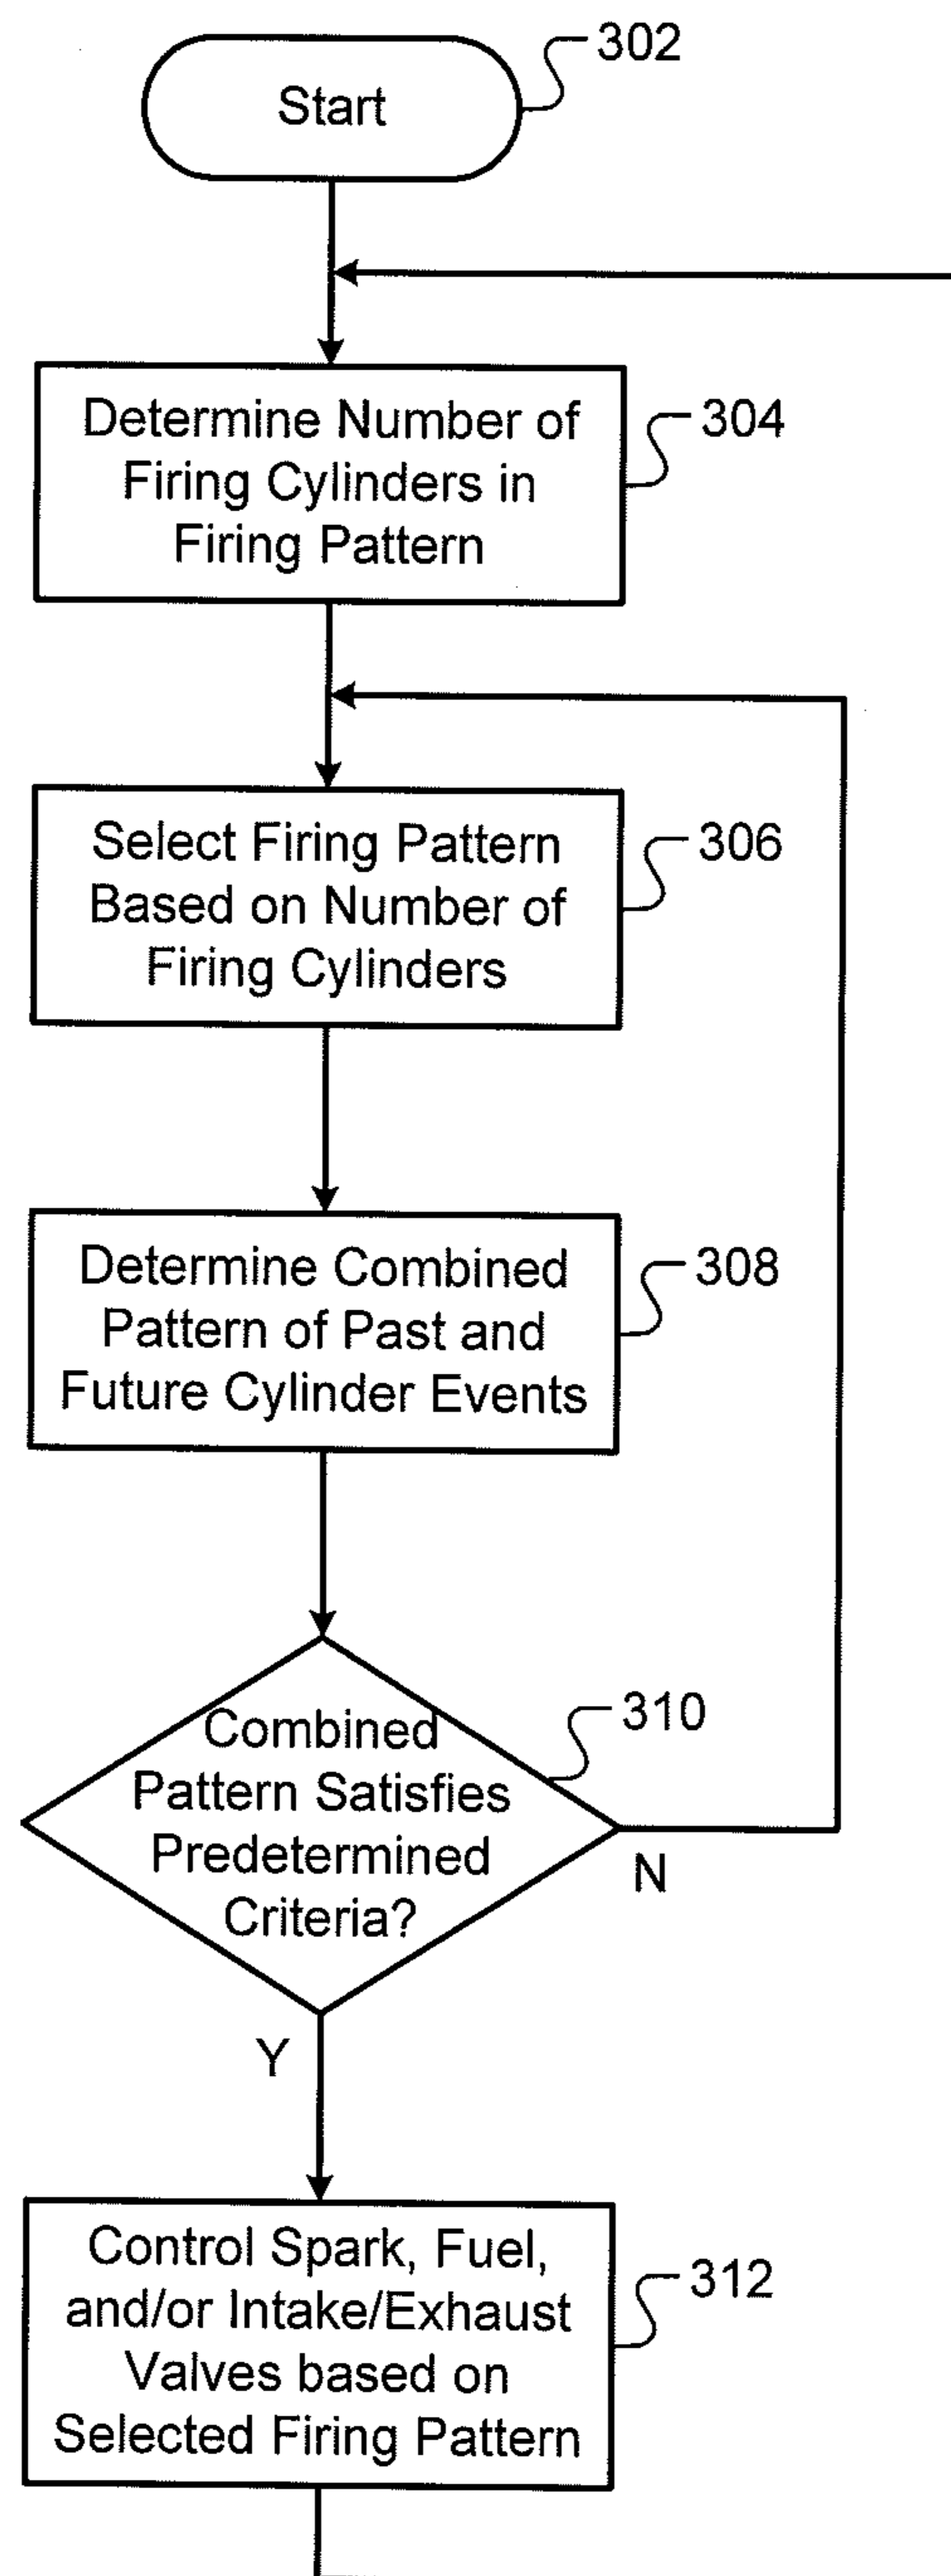 302
Start
304
Determine Number of
Firing Cylinders in
Firing Pattern
306
Select Firing Pattern
Based on Number of
Firing Cylinders
308
Determine Combined
Pattern of Past and
Future Cylinder Events
310
Combined
Pattern Satisfies
Predetermined
Criteria?
N
Y
312
Control Spark, Fuel,
and/or Intake/Exhaust
Valves based on
Selected Firing Pattern